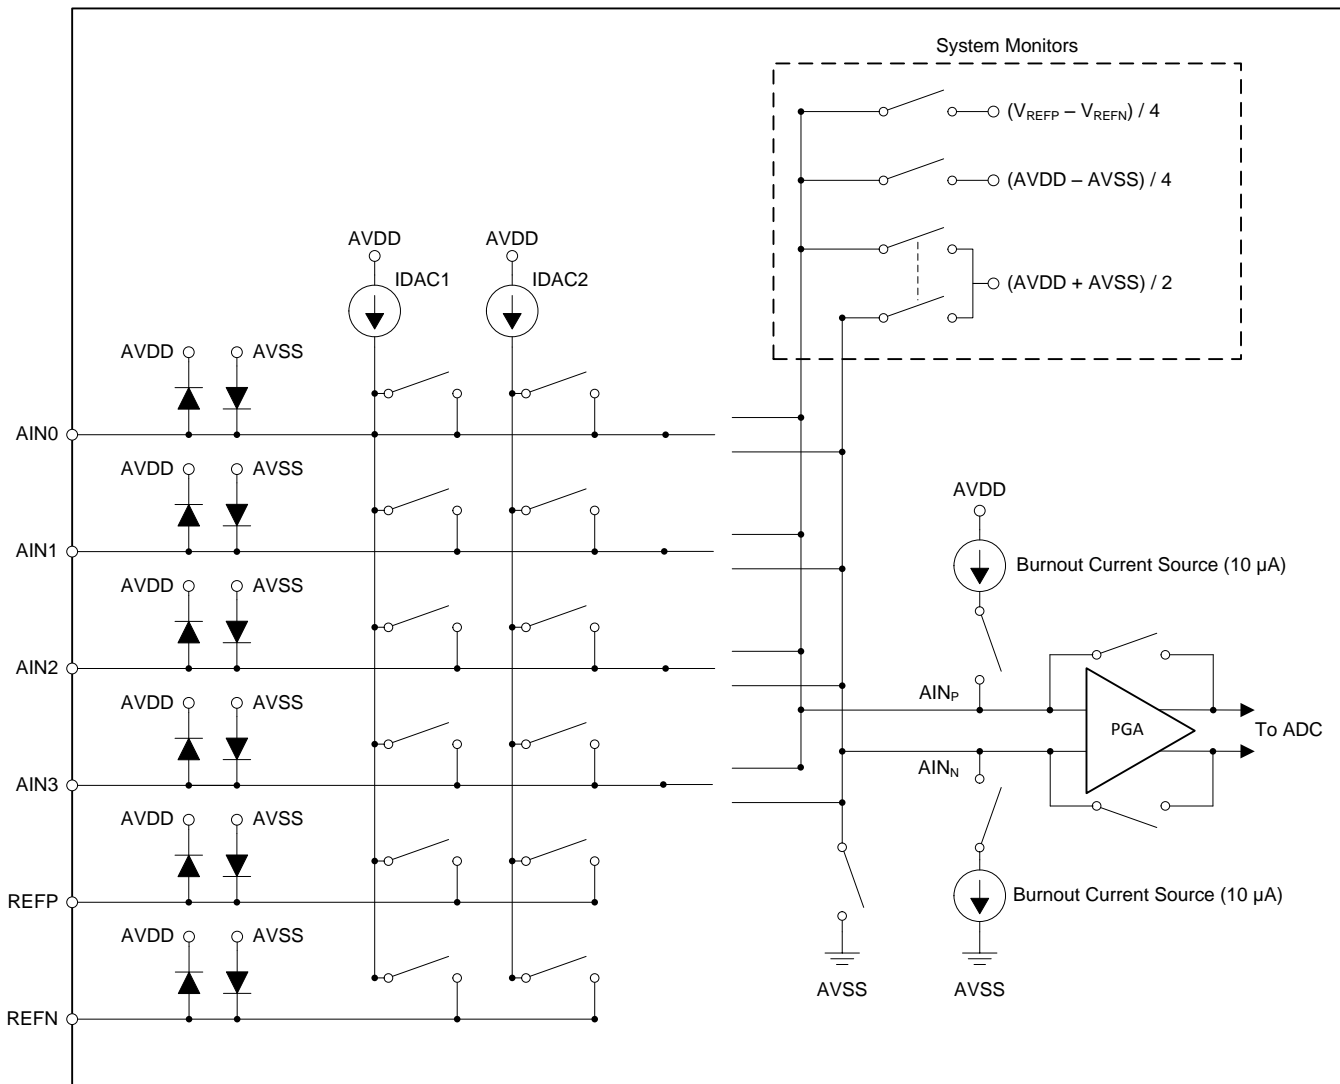 System Monitors
(VREFP – VREFN) / 4
(AVDD – AVSS) / 4
(AVDD + AVSS) / 2
AVDD
AVDD
IDAC1
IDAC2
AVDD
AVSS
AIN0
AVDD
AVSS
AIN1
AVDD
AVSS
AIN2
AVDD
AVSS
AIN3
AVDD
AVSS
REFP
AVDD
AVSS
REFN
AVDD
Burnout Current Source (10 µA)
AINP
PGA
To ADC
AINN
Burnout Current Source (10 µA)
AVSS
AVSS